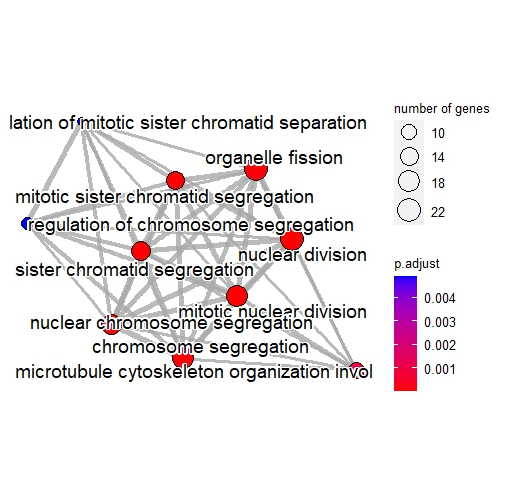 lation of mitotic sister chromatid separation
organelle fission
mitotic sister chromatid segregation
regulation of chromosome segregation
nuclear division
sister chromatid segregation
mitotic nuclear division
nuclear chromosome segregation
chromosome segregation
microtubule cytoskeleton organization invol
number of genes
10
14
18
22
p.adjust
0.004
0.003
0.002
0.001